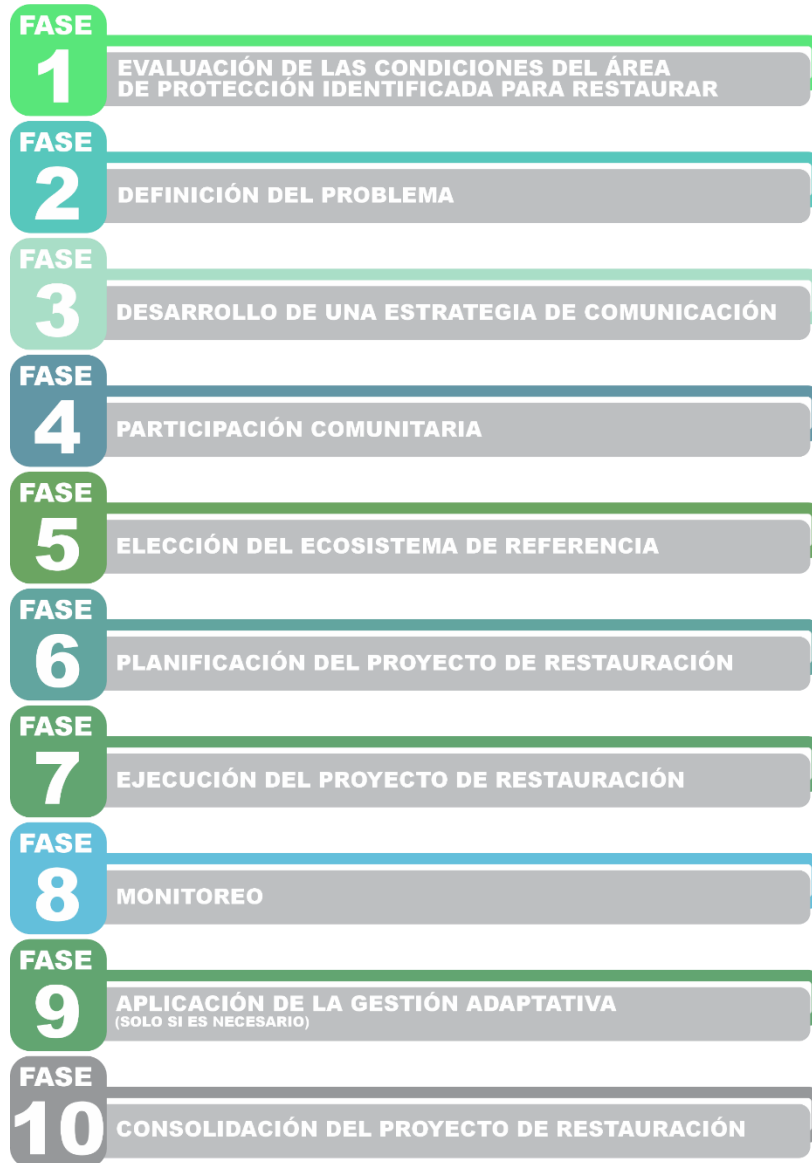 FASE
1
EVALUACIÓN DE LAS CONDICIONES DEL ÁREA
DE PROTECCIÓN IDENTIFICADA PARA RESTAURAR
FASE
2
DEFINICIÓN DEL PROBLEMA
FASE
3
DESARROLLO DE UNA ESTRATEGIA DE COMUNICACIÓN
FASE
4
PARTICIPACIÓN COMUNITARIA
FASE
5
ELECCIÓN DEL ECOSISTEMA DE REFERENCIA
FASE
6
PLANIFICACIÓN DEL PROYECTO DE RESTAURACIÓN
FASE
7
EJECUCIÓN DEL PROYECTO DE RESTAURACIÓN
FASE
8
MONITOREO
FASE
9
APLICACIÓN DE LA GESTIÓN ADAPTATIVA
(SOLO SI ES NECESARIO)
FASE
10
CONSOLIDACIÓN DEL PROYECTO DE RESTAURACIÓN